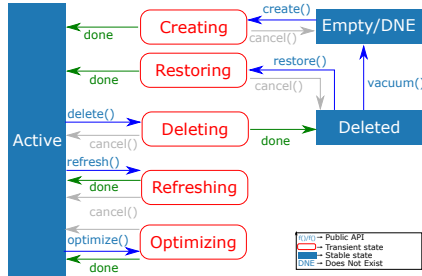 Creating
create()
Empty/DNE
done
cancel()
Restoring
restore()
done
cancel()
vacuum()
Active
delete()
Deleting
Deleted
cancel()
done
refresh()
done
Refreshing
cancel()
optimize()
Optimizing
done
f()/f() → Public API
Transient state
Stable state
DNE → Does Not Exist